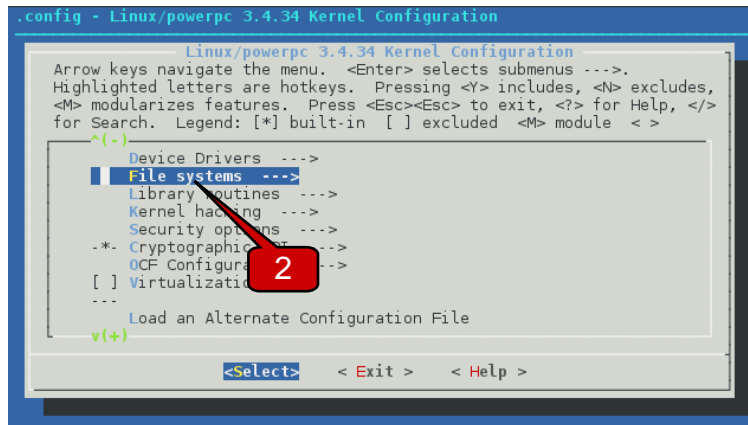 .config - Linux/powerpc 3.4.34 Kernel Configuration
Linux/powerpc 3.4.34 Kernel Configuration
Arrow keys navigate the menu.  <Enter> selects submenus --->.
Highlighted letters are hotkeys.  Pressing <Y> includes, <N> excludes,
<M> modularizes features.  Press <Esc><Esc> to exit, <?> for Help, </>
for Search.  Legend: [*] built-in  [ ] excluded  <M> module  < >
^(-)
Device Drivers  --->
File systems  --->
Library routines  --->
Kernel hacking  --->
Security options  --->
-*- Cryptographic API  --->
OCF -->
[ ]
---
Load an Alternate Configuration File
v(+)
<Select>    < Exit >    < Help >
2